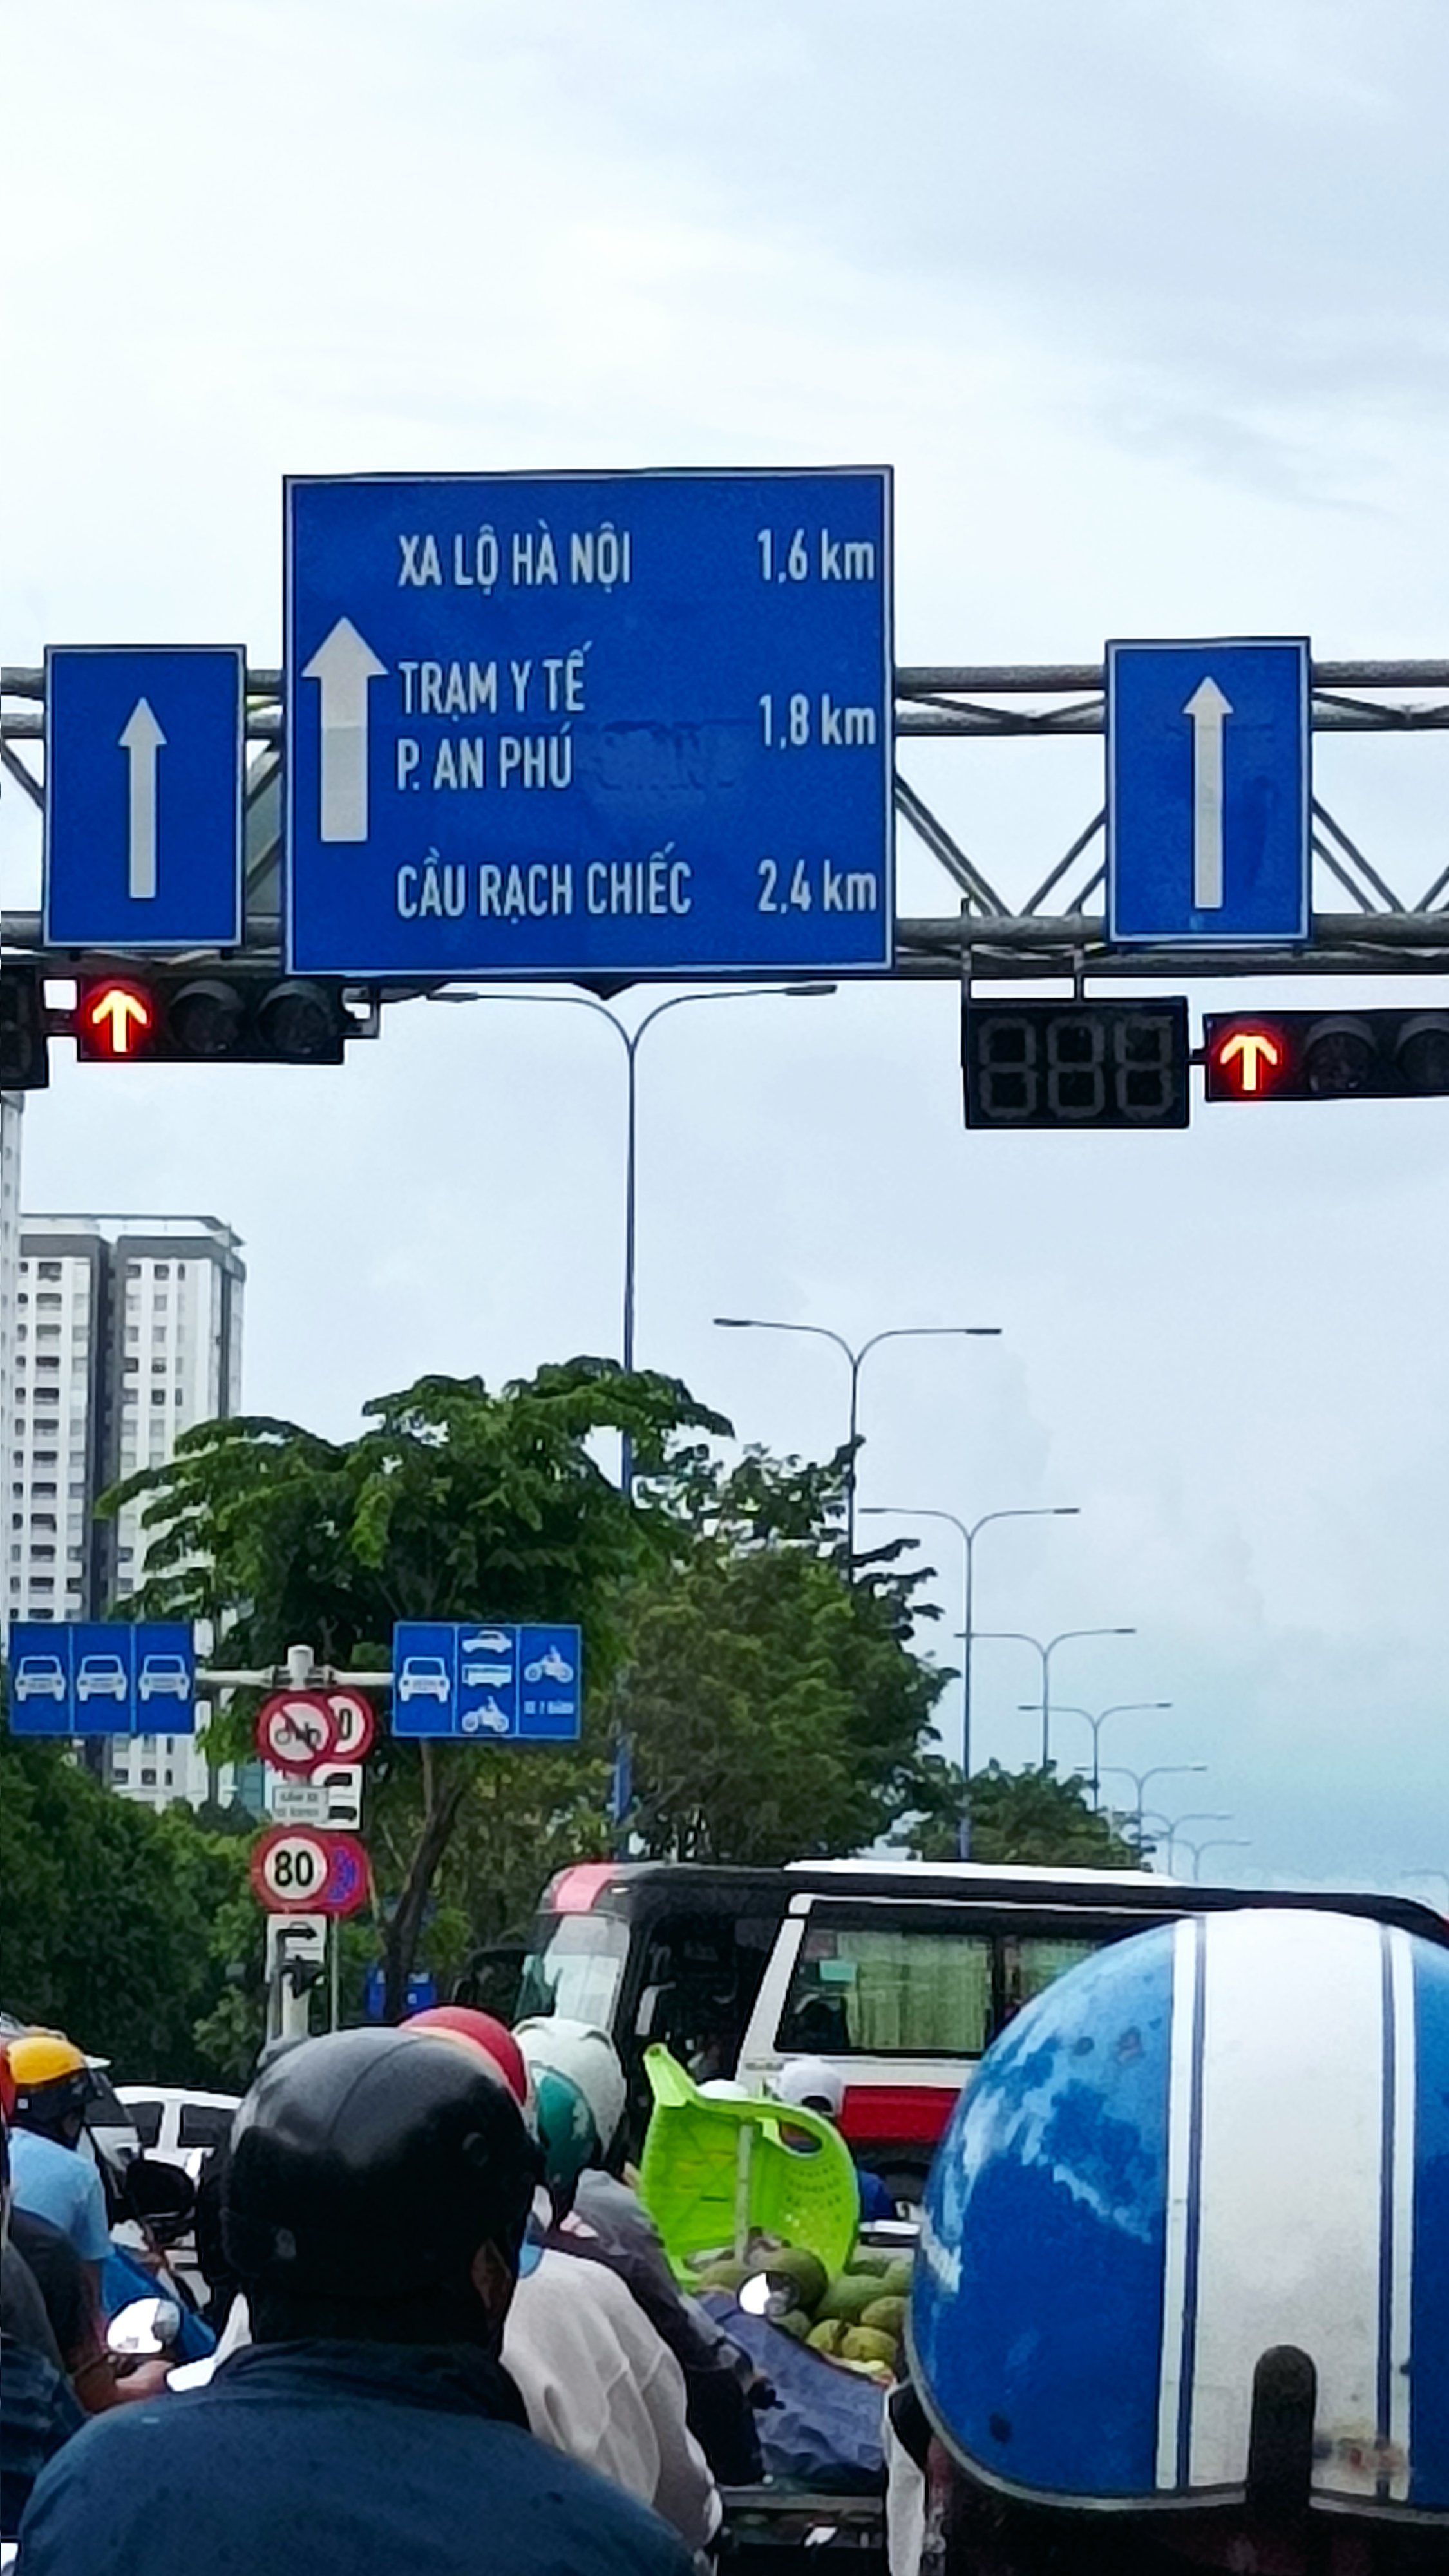 XA LỘ HÀ NỘI 1,6 km
TRẠM Y TẾ
P. AN PHÚ 1,8 km
CẦU RẠCH CHIẾC 2,4 km
80